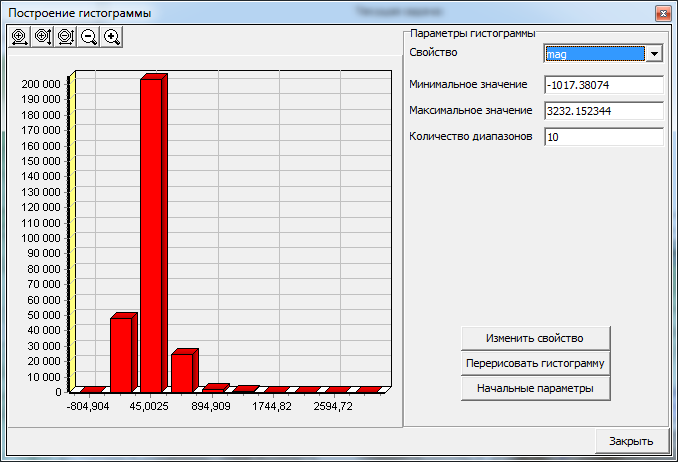 Построение гистограммы
Параметры гистограммы
Свойство
mag
Минимальное значение
-1017.38074
Максимальное значение
3232.152344
Количество диапазонов
10
200 000
190 000
180 000
170 000
160 000
150 000
140 000
130 000
120 000
110 000
100 000
90 000
80 000
70 000
60 000
50 000
40 000
30 000
20 000
10 000
0
-804,904 45,0025 894,909 1744,82 2594,72
Изменить свойство
Перерисовать гистограмму
Начальные параметры
Закрыть